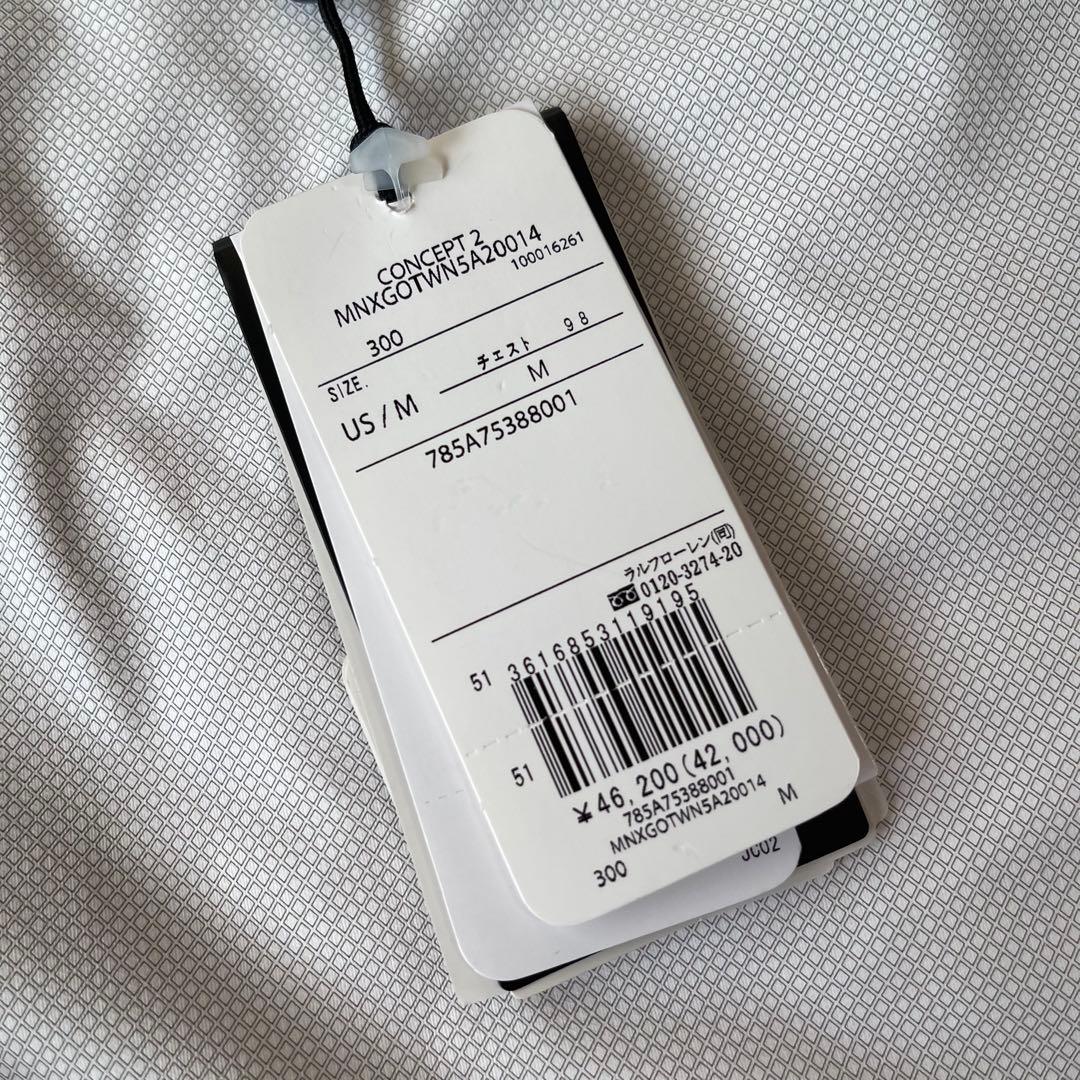 CONCEPT 2
MNXGOTWN5A20014
100016261
300
SIZE.
チェスト 98
US/M
M
785A75388001
ラルフローレン(同)
0120-3274-20
51 3616853119195
51
¥46,200(42,000)
785A75388001
MNXGOTWN5A20014
300 M
JC02